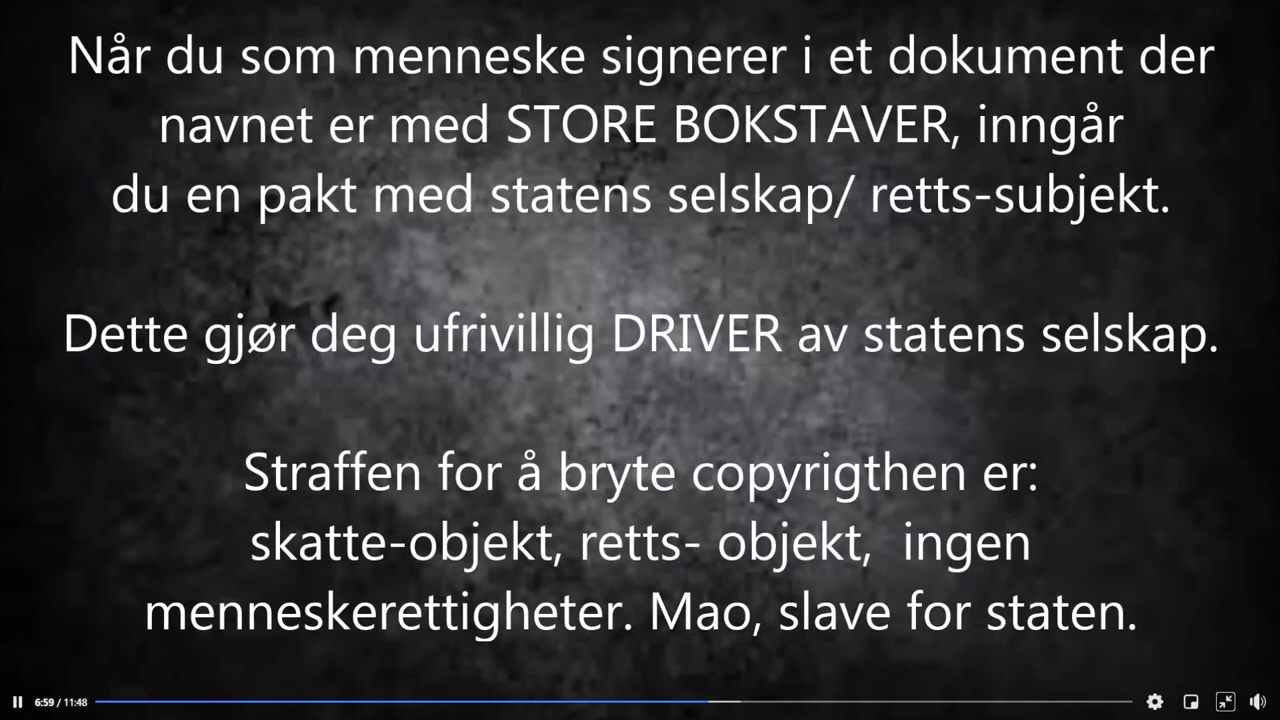 Når du som menneske signerer i et dokument der
navnet er med STORE BOKSTAVER, inngår
du en pakt med statens selskap/ retts-subjekt.
Dette gjør deg ufrivillig DRIVER av statens selskap.
Straffen for å bryte copyrigthen er:
skatte-objekt, retts- objekt,  ingen
menneskerettigheter. Mao, slave for staten.
6:59 / 11:48